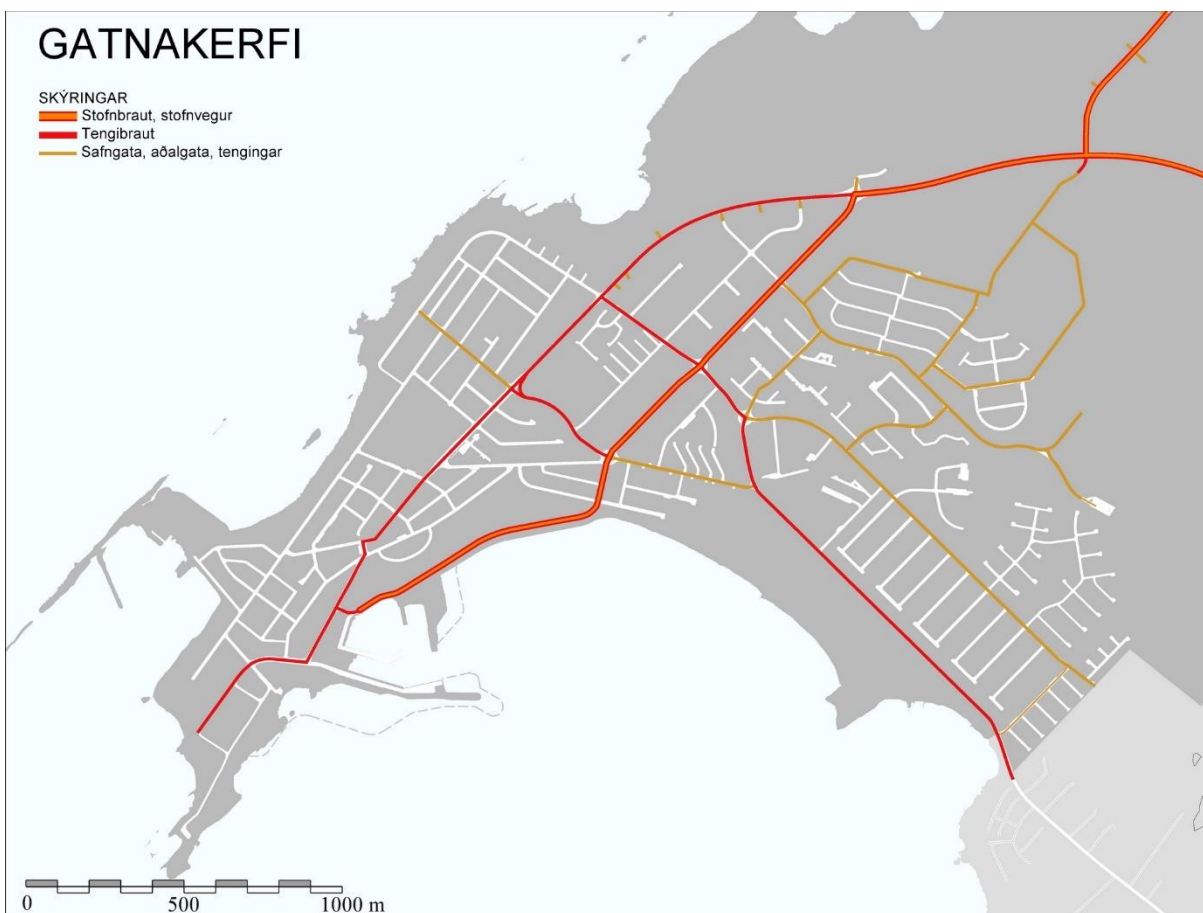 GATNAKERFI
SKÝRINGAR
Stofnbraut, stofnvegur
Tengibraut
Safngata, aðalgata, tengingar
0 500 1000 m